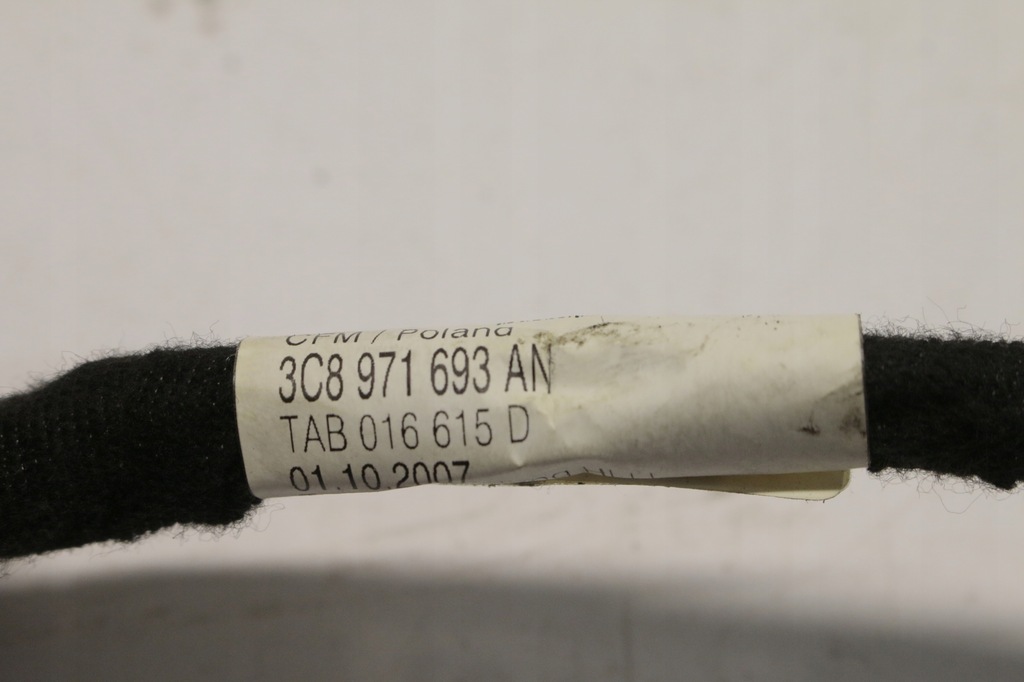 CFM / Poland
3C8 971 693 AN
TAB 016 615 D
01.10.2007